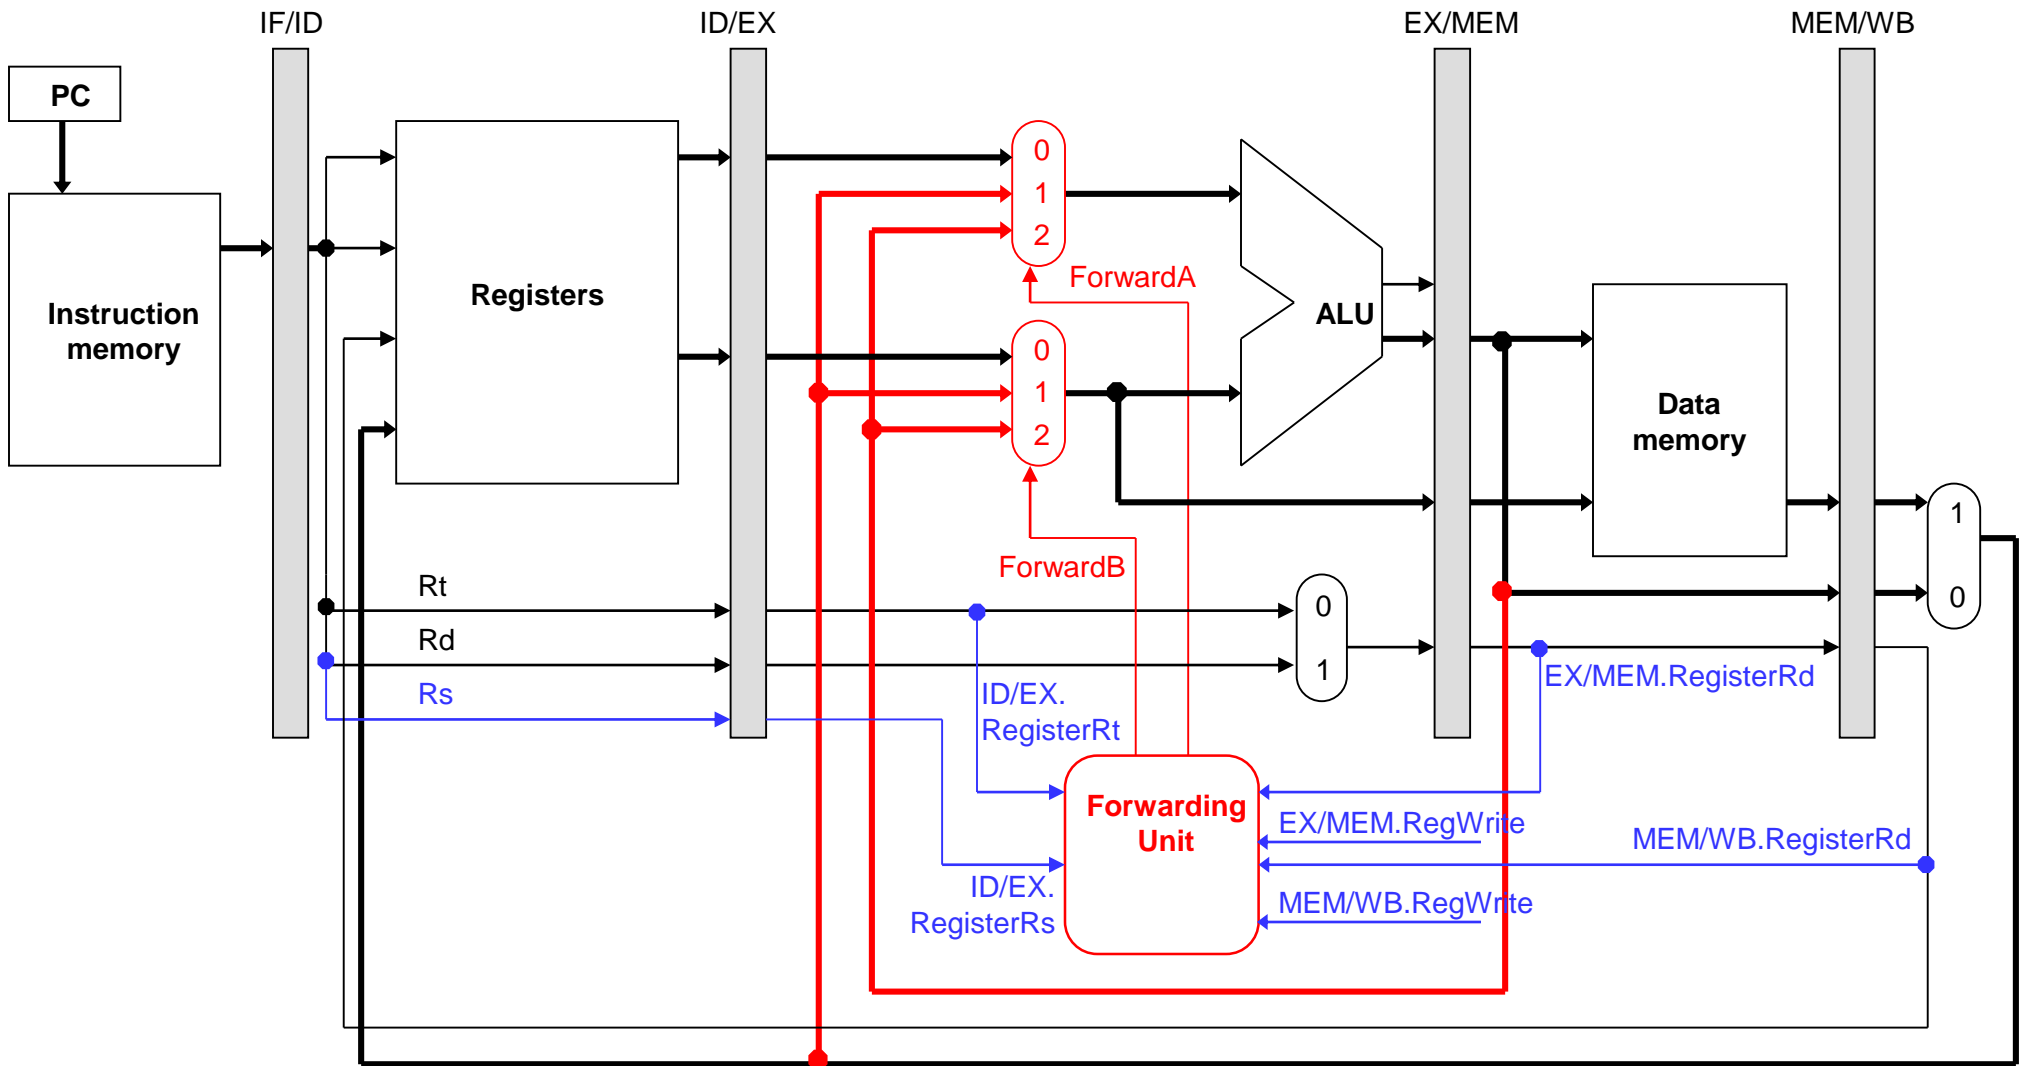 IF/ID
ID/EX
EX/MEM
MEM/WB
PC
Instruction
memory
Registers
0
1
2
ForwardA
0
1
2
ALU
Data
memory
ForwardB
1
0
Rt
Rd
Rs
0
1
ID/EX.
RegisterRt
EX/MEM.RegisterRd
Forwarding
Unit
EX/MEM.RegWrite
MEM/WB.RegisterRd
ID/EX.
RegisterRs
MEM/WB.RegWrite